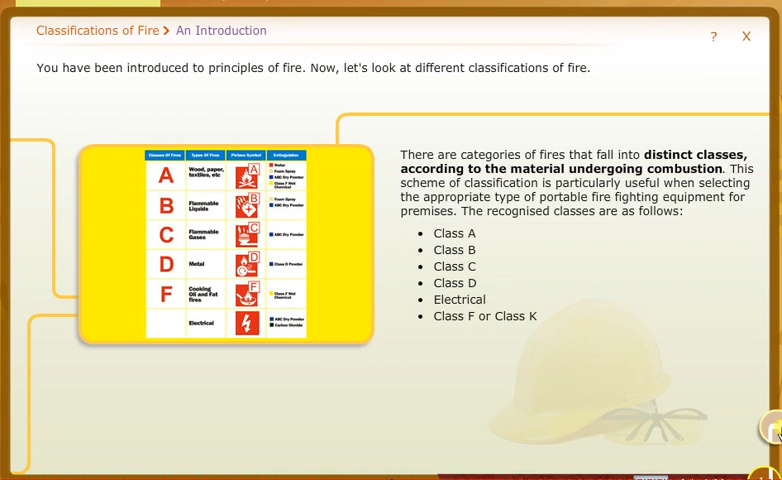 Classifications of Fire > An Introduction
? X
You have been introduced to principles of fire. Now, let's look at different classifications of fire.
Classes Of Fires Types Of Fires Picture Symbol Extinguisher
A Wood, paper, textiles, etc A Water Foam Spray ABC Dry Powder Class F Wet Chemical
B Flammable Liquids B Foam Spray ABC Dry Powder
C Flammable Gases C ABC Dry Powder
D Metal D Class D Powder
F Cooking Oil and Fat fires F Class F Wet Chemical
Electrical ABC Dry Powder Carbon Dioxide
There are categories of fires that fall into distinct classes,
according to the material undergoing combustion. This
scheme of classification is particularly useful when selecting
the appropriate type of portable fire fighting equipment for
premises. The recognised classes are as follows:
• Class A
• Class B
• Class C
• Class D
• Electrical
• Class F or Class K